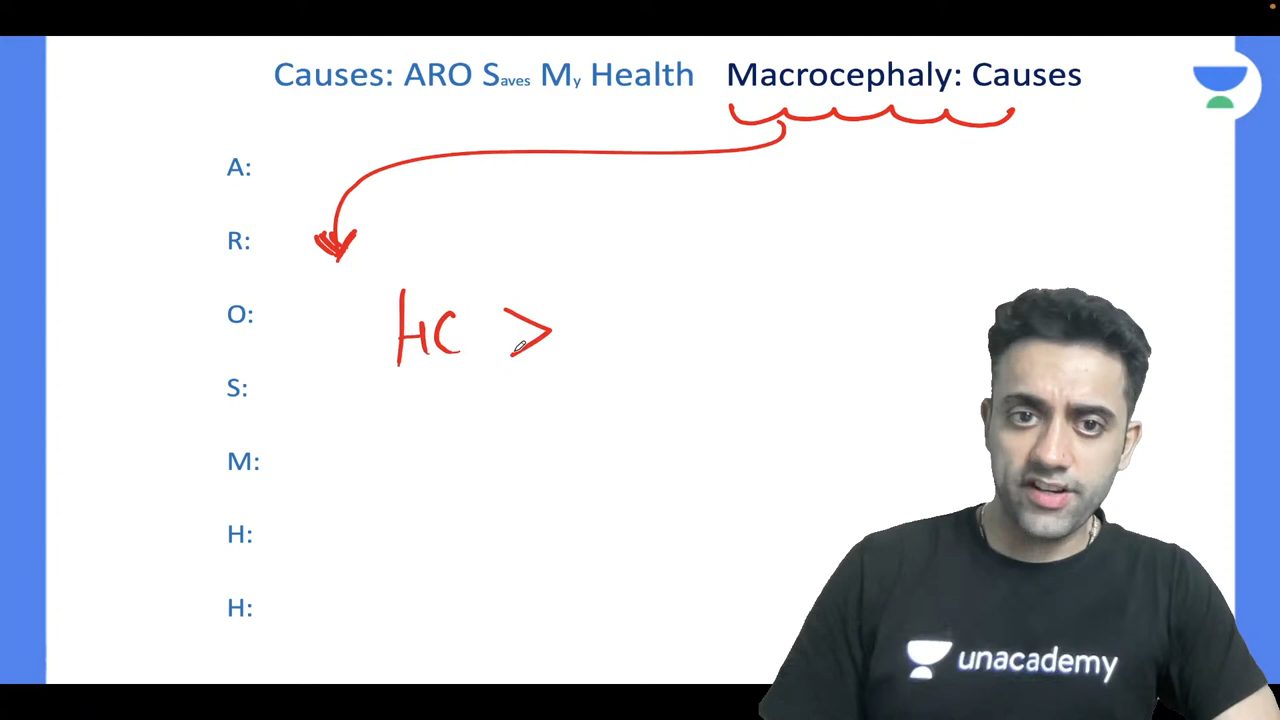 Causes: ARO Saves My Health Macrocephaly: Causes
A:
R:
O:
HC >
S:
M:
H:
H:
unacademy